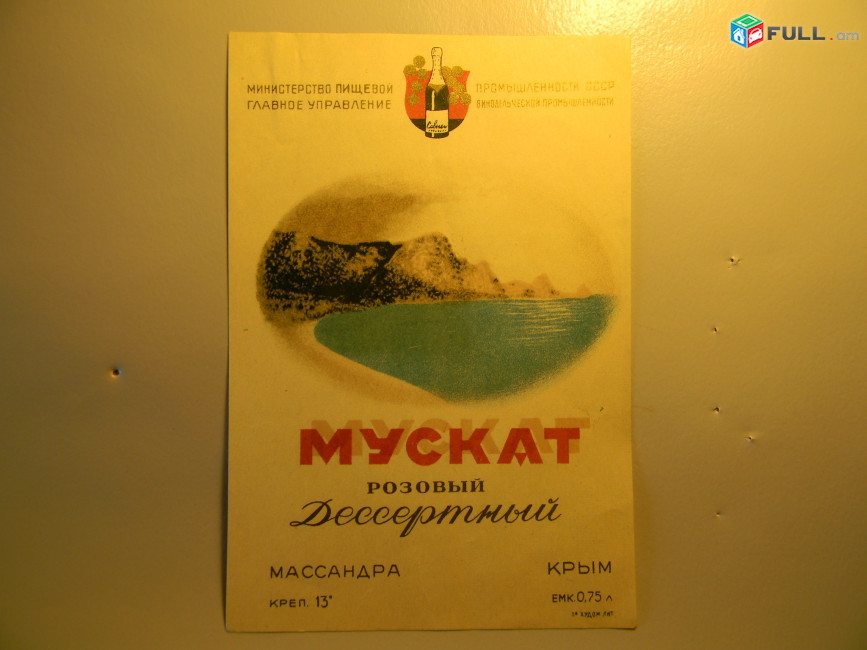 FULL.am
МИНИСТЕРСТВО ПИЩЕВОЙ ПРОМЫШЛЕННОСТИ СССР
ГЛАВНОЕ УПРАВЛЕНИЕ ВИНОДЕЛЬЧЕСКОЙ ПРОМЫШЛЕННОСТИ
МУСКАТ
РОЗОВЫЙ
Десертный
МАССАНДРА КРЫМ
КРЕП. 13° ЕМК. 0,75 л